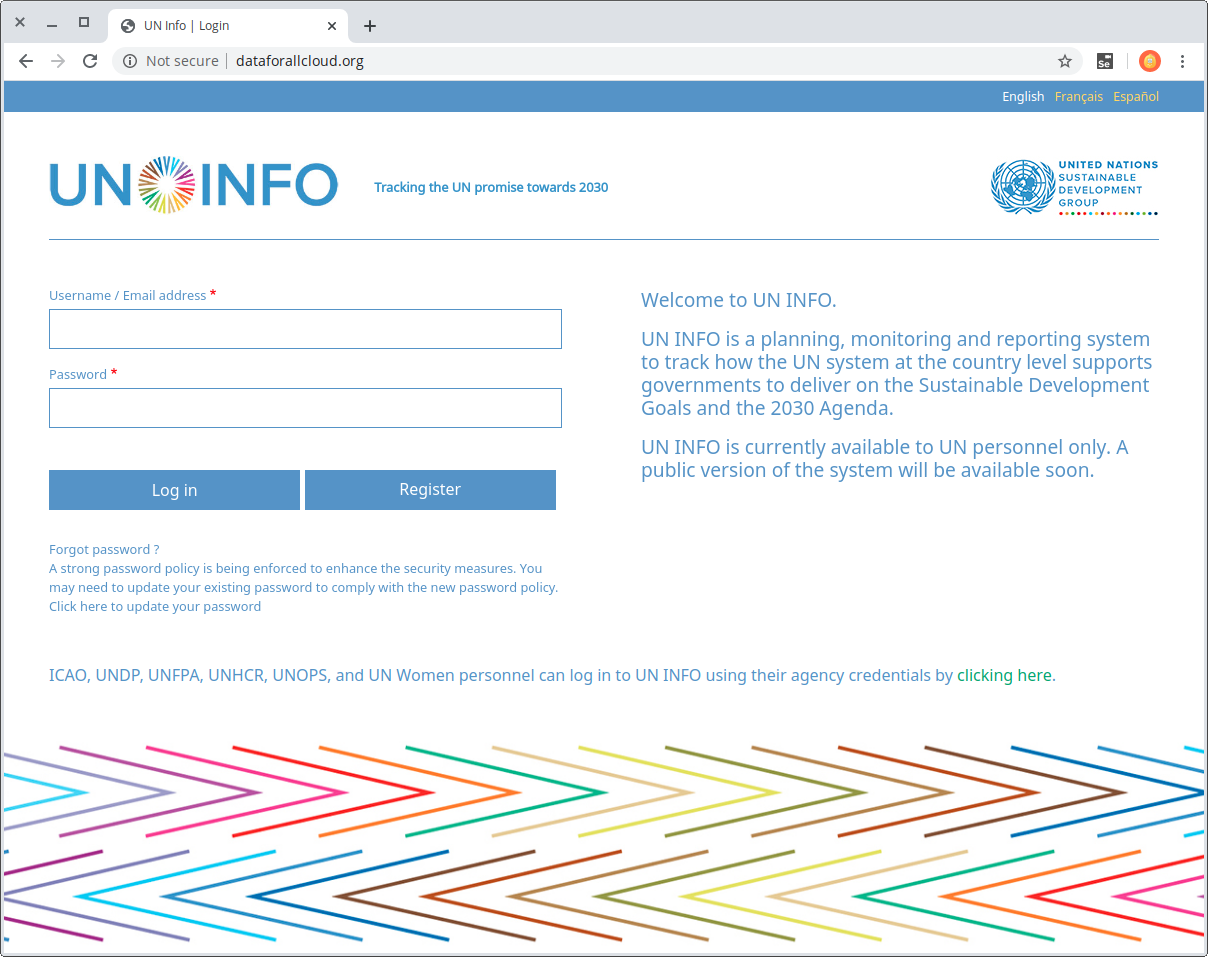 UN Info | Login
Not secure | dataforallcloud.org
Se
English Français Español
UN INFO
Tracking the UN promise towards 2030
UNITED NATIONS
SUSTAINABLE
DEVELOPMENT
GROUP
Username / Email address *
Password *
Log in
Register
Forgot password ?
A strong password policy is being enforced to enhance the security measures. You
may need to update your existing password to comply with the new password policy.
Click here to update your password
Welcome to UN INFO.
UN INFO is a planning, monitoring and reporting system
to track how the UN system at the country level supports
governments to deliver on the Sustainable Development
Goals and the 2030 Agenda.
UN INFO is currently available to UN personnel only. A
public version of the system will be available soon.
ICAO, UNDP, UNFPA, UNHCR, UNOPS, and UN Women personnel can log in to UN INFO using their agency credentials by clicking here.